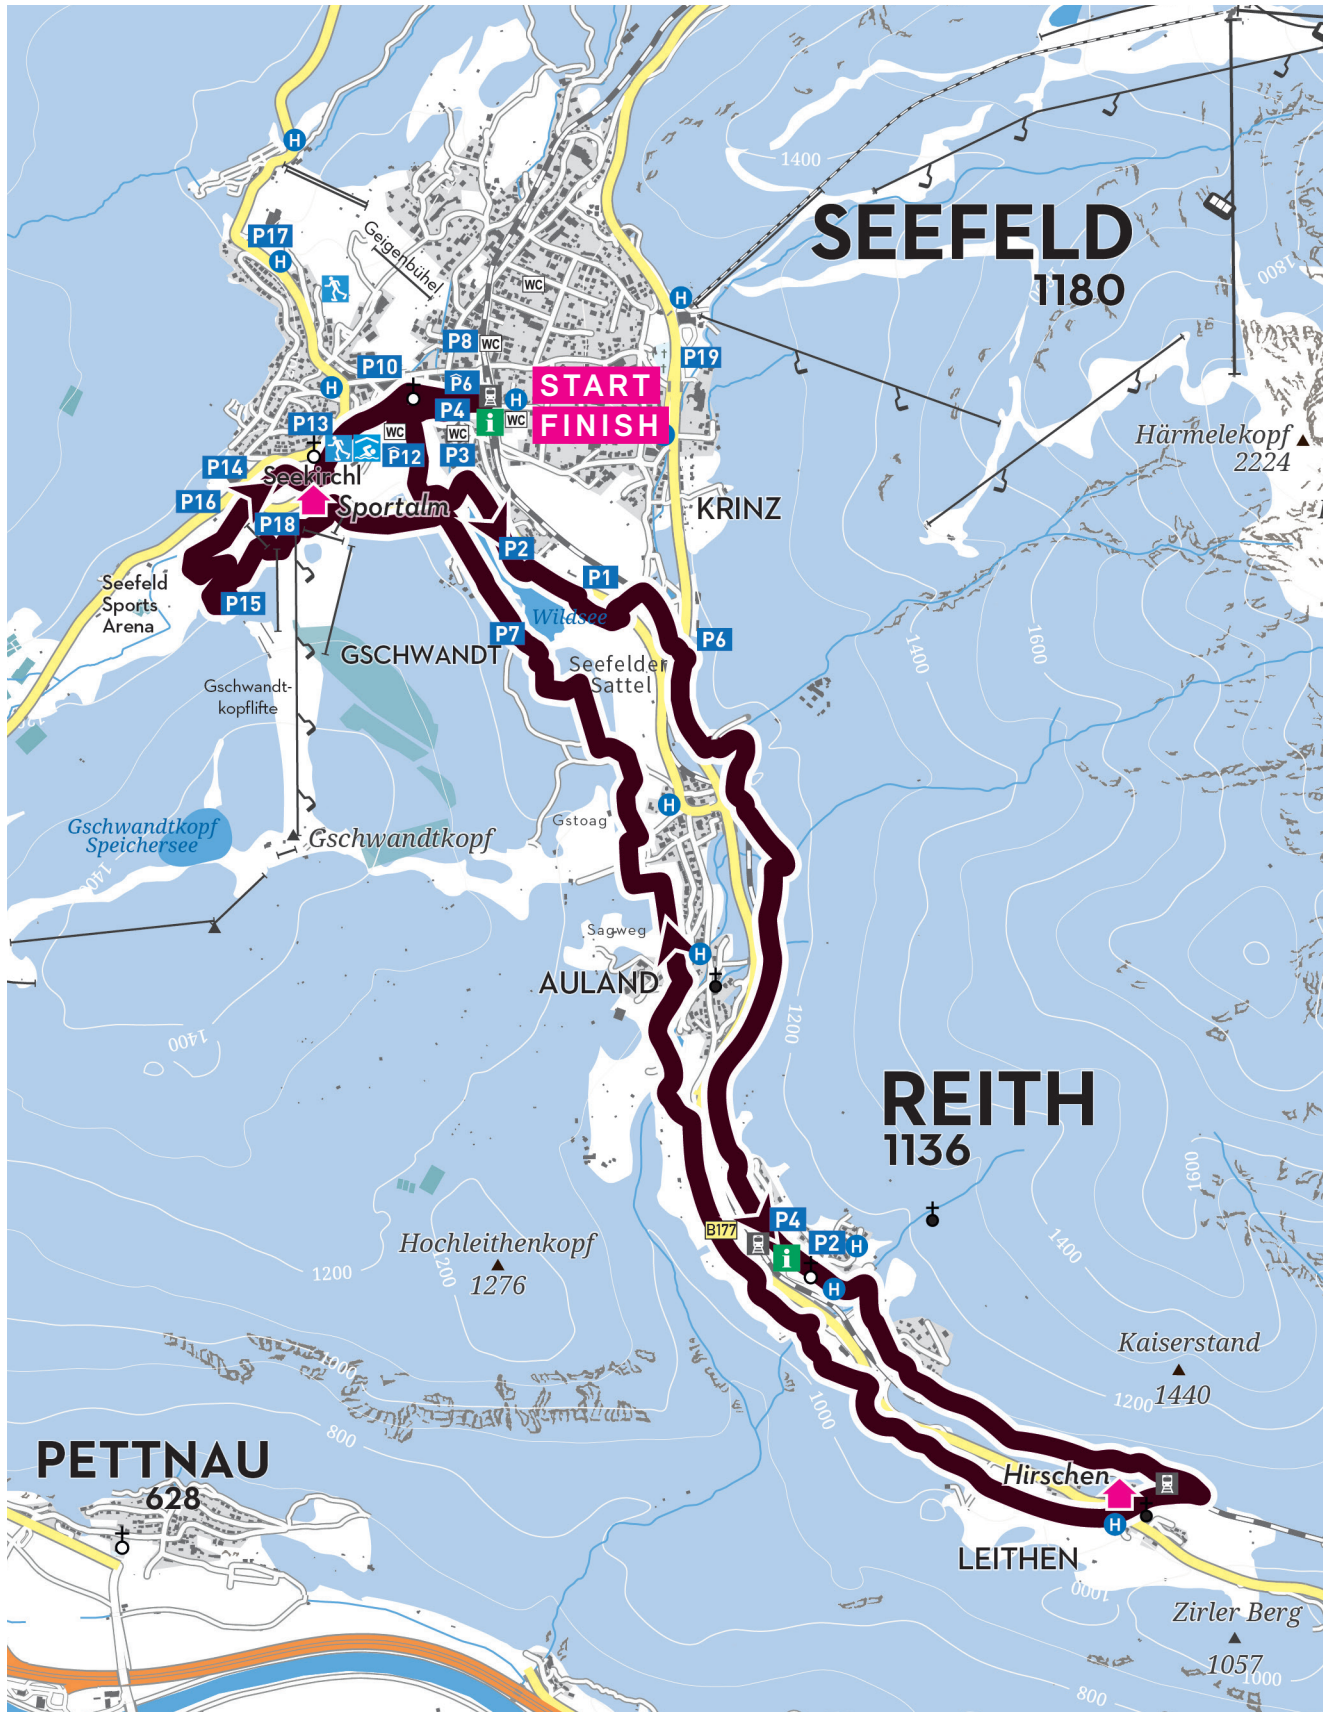 H
1400
SEEFELD
1180
1800
P17
H
Geigenbühel
WC
H
P8
WC
P19
P10
P6
START
H
H
P4
i
WC
FINISH
P13
WC
WC
P12
P3
Härmelekopf
2224
P14
Seekirchl
P16
Sportalm
KRINZ
P18
P2
Seefeld
Sports
Arena
P1
P15
Wildsee
P7
P6
1400
1600
GSCHWANDT
Seefelder
Sattel
Gschwandt-
kopflifte
H
Gstoag
Gschwandtkopf
Speichersee
Gschwandtkopf
1400
Sagweg
H
AULAND
1200
1400
REITH
1136
1600
P4
B177
P2
H
i
H
1400
Hochleithenkopf
1276
1200
1200
Kaiserstand
1440
1200
1000
1000
800
PETTNAU
628
Hirschen
H
LEITHEN
1000
Zirler Berg
1057
1000
800